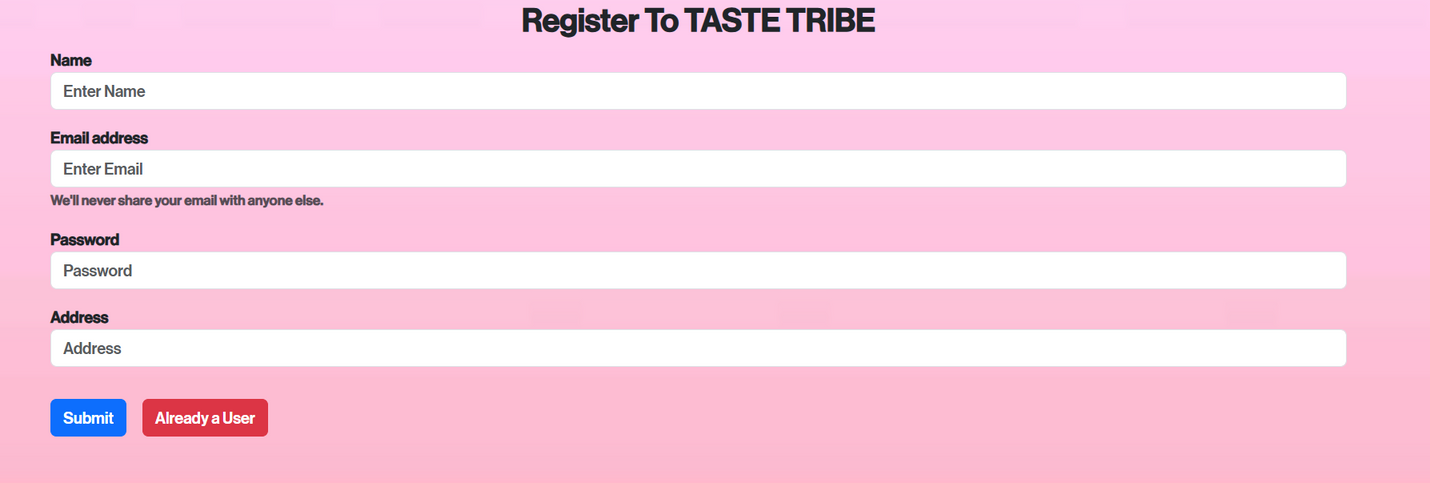 Register To TASTE TRIBE
Name
Enter Name
Email address
Enter Email
We'll never share your email with anyone else.
Password
Password
Address
Address
Submit Already a User